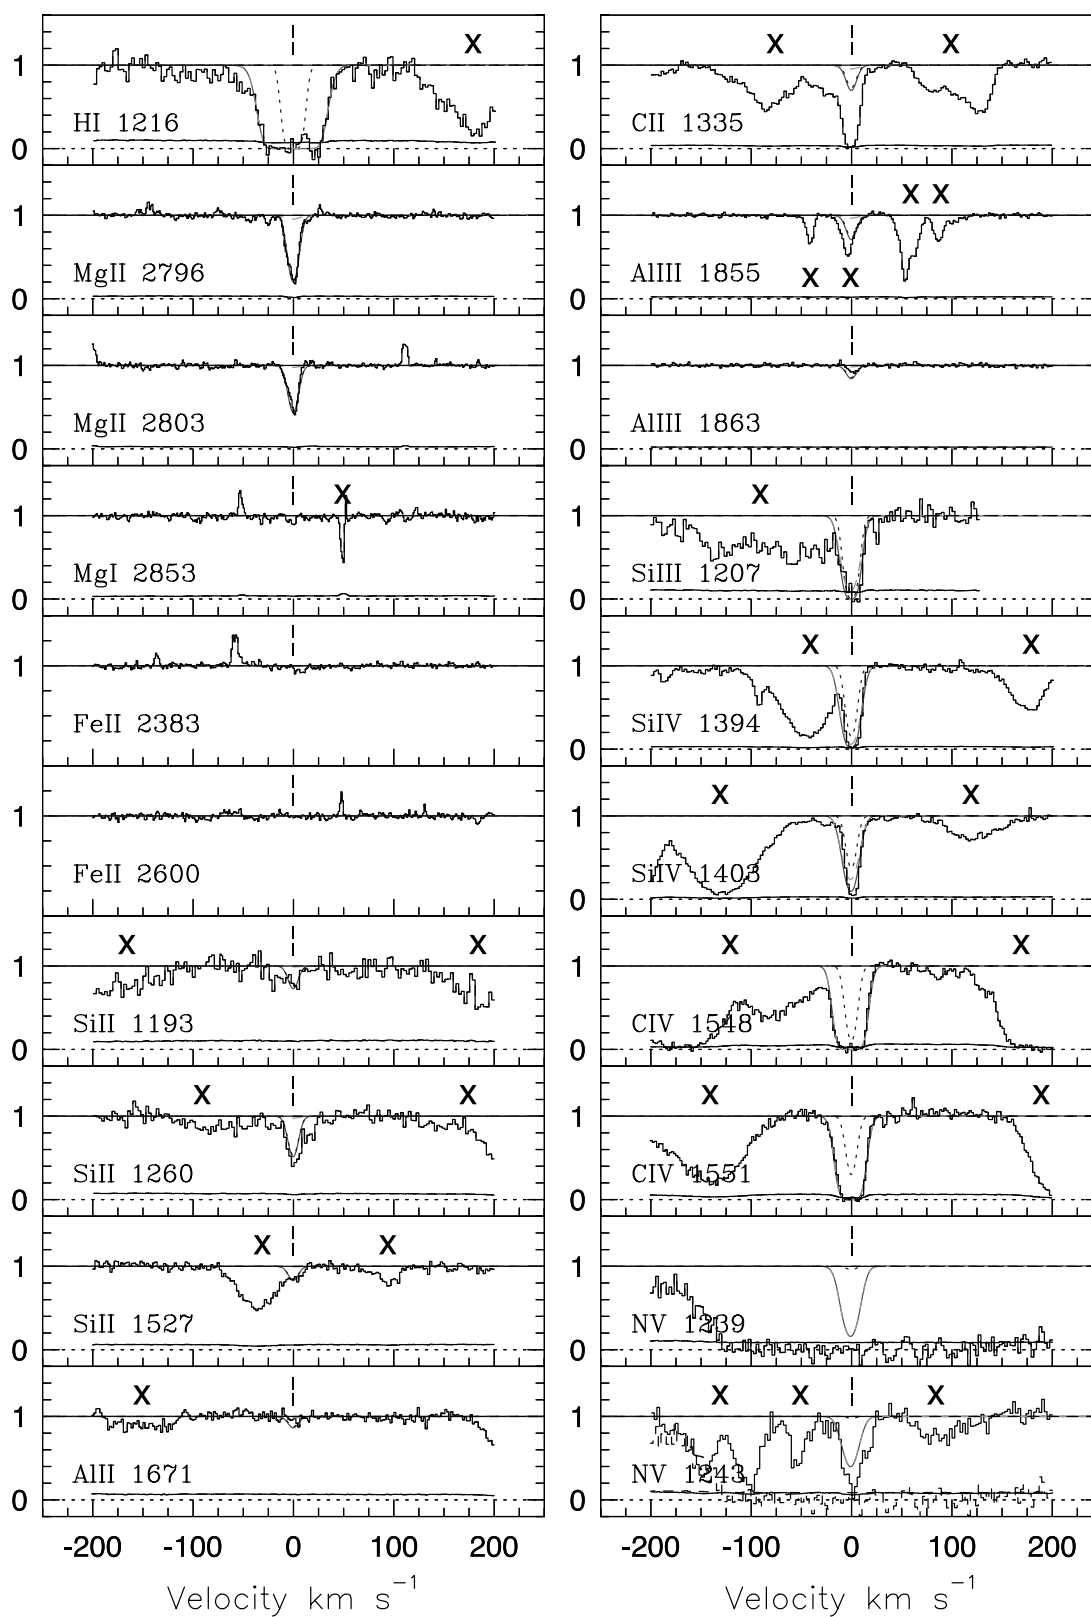 X
1
0
HI 1216
1
0
MgII 2796
1
0
MgII 2803
X
1
0
MgI 2853
1
FeII 2383
1
FeII 2600
X X
1
0
SiII 1193
X X
1
0
SiII 1260
X X
1
0
SiII 1527
X
1
0
AlII 1671
-200 -100 0 100 200
Velocity km s⁻¹
X X
1
0
CII 1335
X X
1
0
AlIII 1855
X X
1
0
AlIII 1863
X
1
0
SiIII 1207
X X
1
0
SiIV 1394
X X
1
0
SiIV 1403
X X
1
0
CIV 1548
X X
1
0
CIV 1551
1
0
NV 1239
X X X
1
0
NV 1243
-200 -100 0 100 200
Velocity km s⁻¹